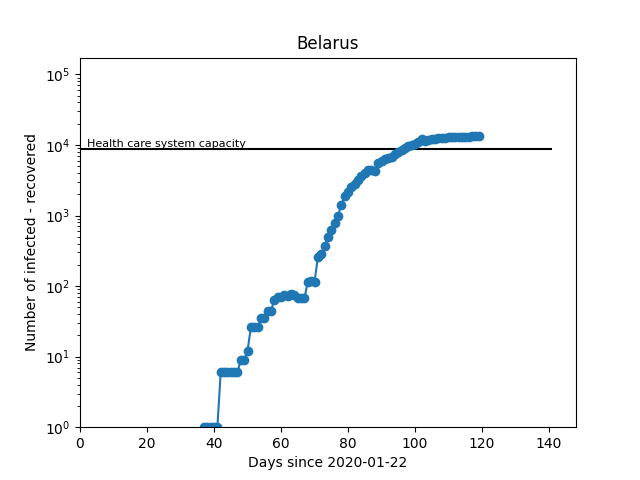 Belarus
10^5
10^4
10^3
10^2
10^1
10^0
Number of infected - recovered
Health care system capacity
0 20 40 60 80 100 120 140
Days since 2020-01-22